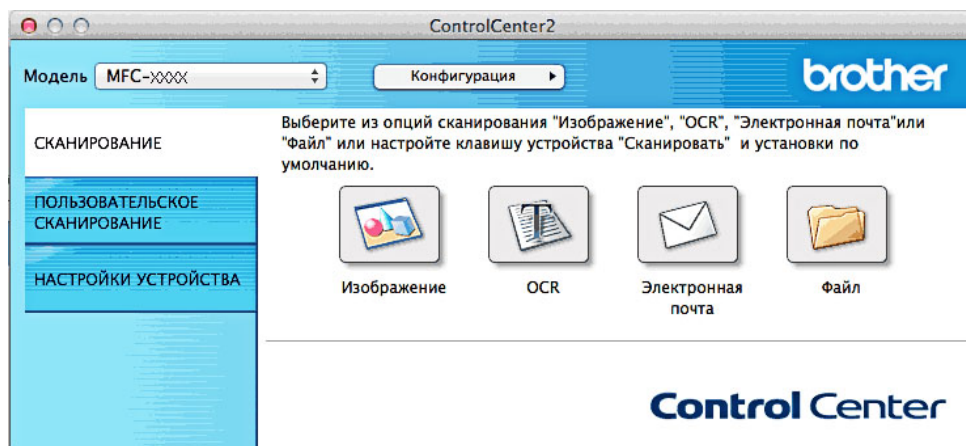 ControlCenter2
Модель MFC-XXXX Конфигурация brother
СКАНИРОВАНИЕ
ПОЛЬЗОВАТЕЛЬСКОЕ
СКАНИРОВАНИЕ
НАСТРОЙКИ УСТРОЙСТВА
Выберите из опций сканирования "Изображение", "OCR", "Электронная почта"или
"Файл" или настройте клавишу устройства "Сканировать" и установки по
умолчанию.
Изображение
OCR
Электронная
почта
Файл
Control Center